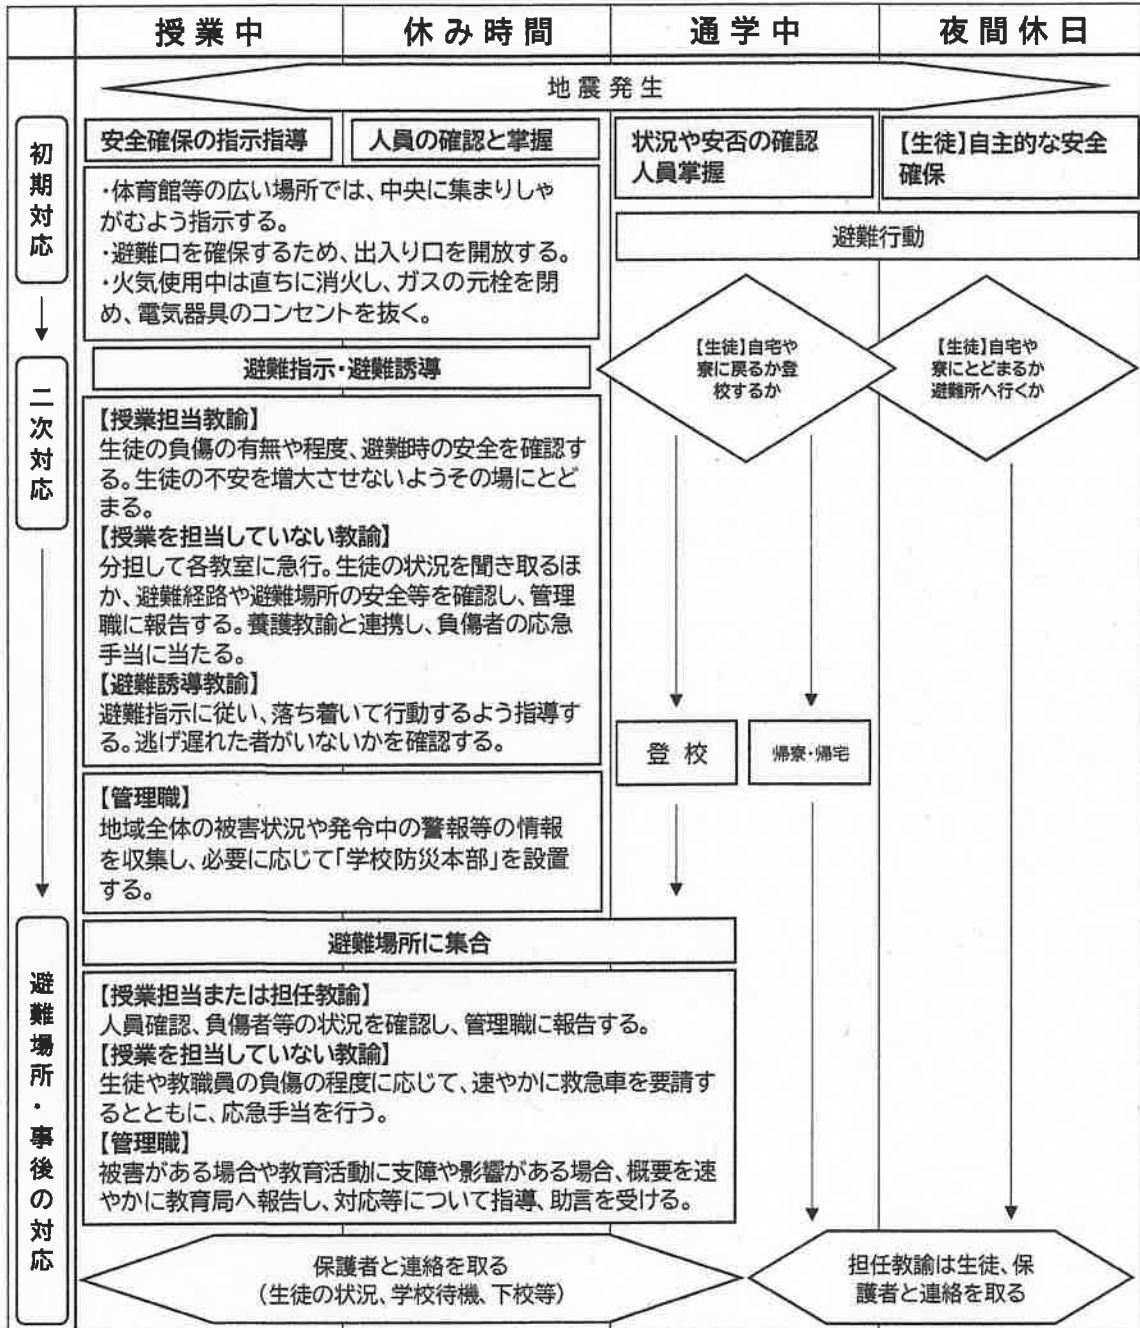 授業中
休み時間
通学中
夜間休日
地震発生
初期対応
安全確保の指示指導
人員の確認と掌握
状況や安否の確認
人員掌握
【生徒】自主的な安全
確保
・体育館等の広い場所では、中央に集まりしゃ
がむよう指示する。
・避難口を確保するため、出入り口を開放する。
・火気使用中は直ちに消火し、ガスの元栓を閉
め、電気器具のコンセントを抜く。
避難行動
【生徒】自宅や
寮に戻るか登
校するか
【生徒】自宅や
寮にとどまるか
避難所へ行くか
二次対応
避難指示・避難誘導
【授業担当教諭】
生徒の負傷の有無や程度、避難時の安全を確認す
る。生徒の不安を増大させないようその場にとど
まる。
【授業を担当していない教諭】
分担して各教室に急行。生徒の状況を聞き取るほ
か、避難経路や避難場所の安全等を確認し、管理
職に報告する。養護教諭と連携し、負傷者の応急
手当に当たる。
【避難誘導教諭】
避難指示に従い、落ち着いて行動するよう指導す
る。逃げ遅れた者がいないかを確認する。
登校
帰寮・帰宅
【管理職】
地域全体の被害状況や発令中の警報等の情報
を収集し、必要に応じて「学校防災本部」を設置
する。
避難場所・事後の対応
避難場所に集合
【授業担当または担任教諭】
人員確認、負傷者等の状況を確認し、管理職に報告する。
【授業を担当していない教諭】
生徒や教職員の負傷の程度に応じて、速やかに救急車を要請す
るとともに、応急手当を行う。
【管理職】
被害がある場合や教育活動に支障や影響がある場合、概要を速
やかに教育局へ報告し、対応等について指導、助言を受ける。
保護者と連絡を取る
(生徒の状況、学校待機、下校等)
担任教諭は生徒、保
護者と連絡を取る